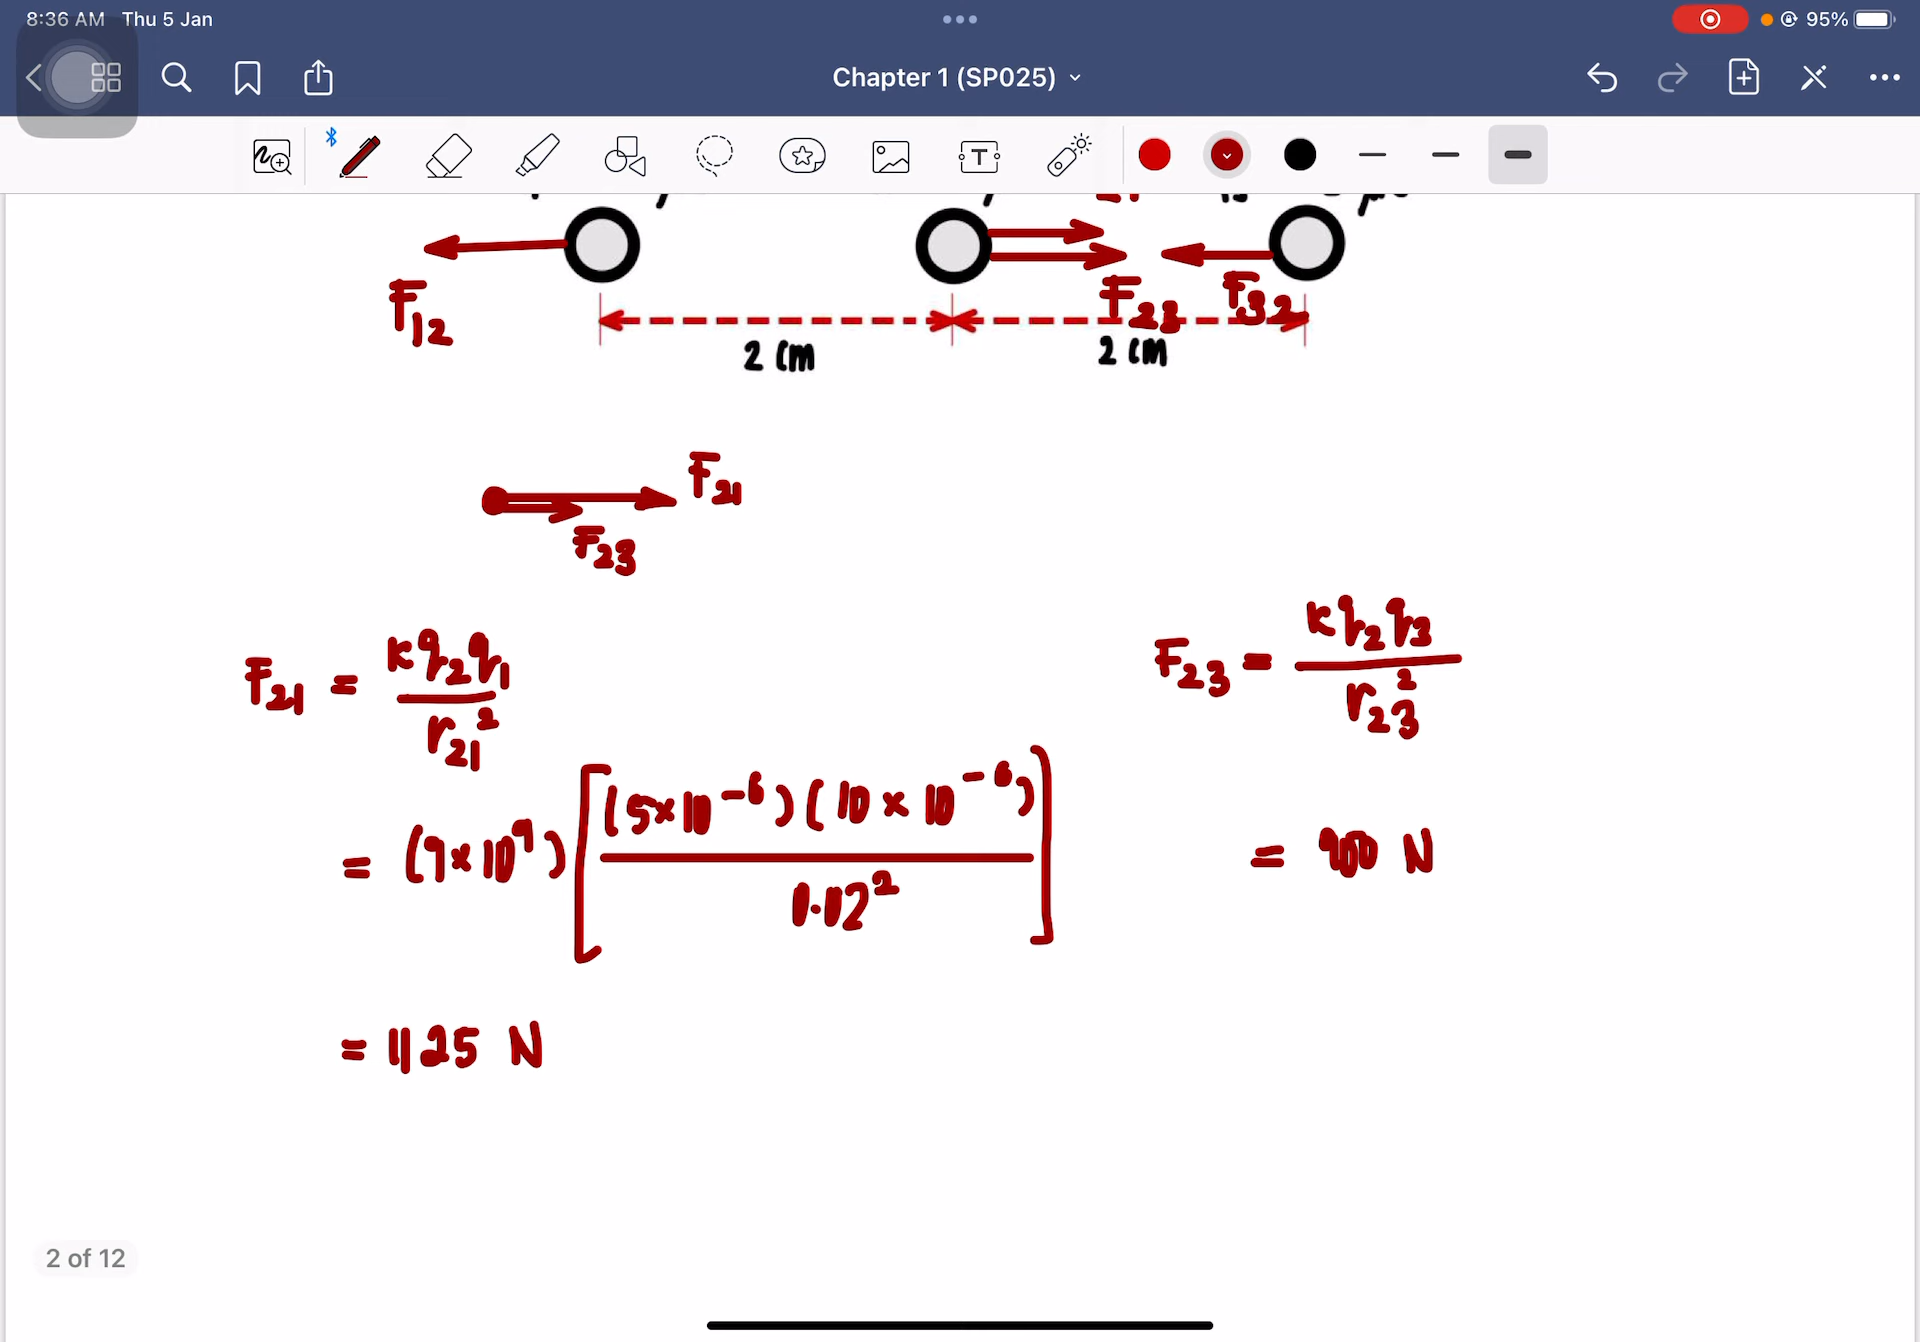 8:36 AM Thu 5 Jan
95%
Chapter 1 (SP025)
F12
F23
F32
2 cm
2 cm
F21
F23
F21 = kq2q1 / r21²
F23 = kq2q3 / r23²
= (9×10⁹) [ (5×10⁻⁶)(10×10⁻⁶) / 0.02² ]
= 900 N
= 1125 N
2 of 12